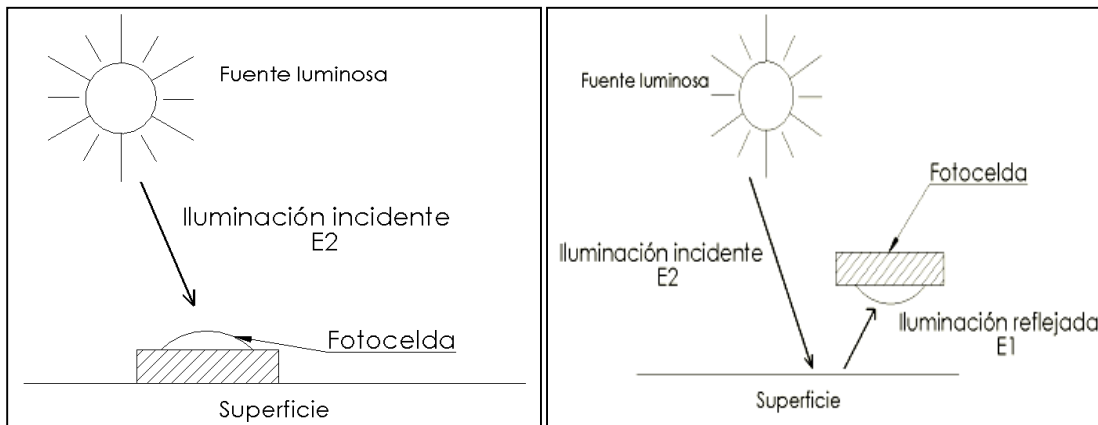 Fuente luminosa
Iluminación incidente
E2
Fotocelda
Superficie
Fuente luminosa
Fotocelda
Iluminación incidente
E2
Iluminación reflejada
E1
Superficie